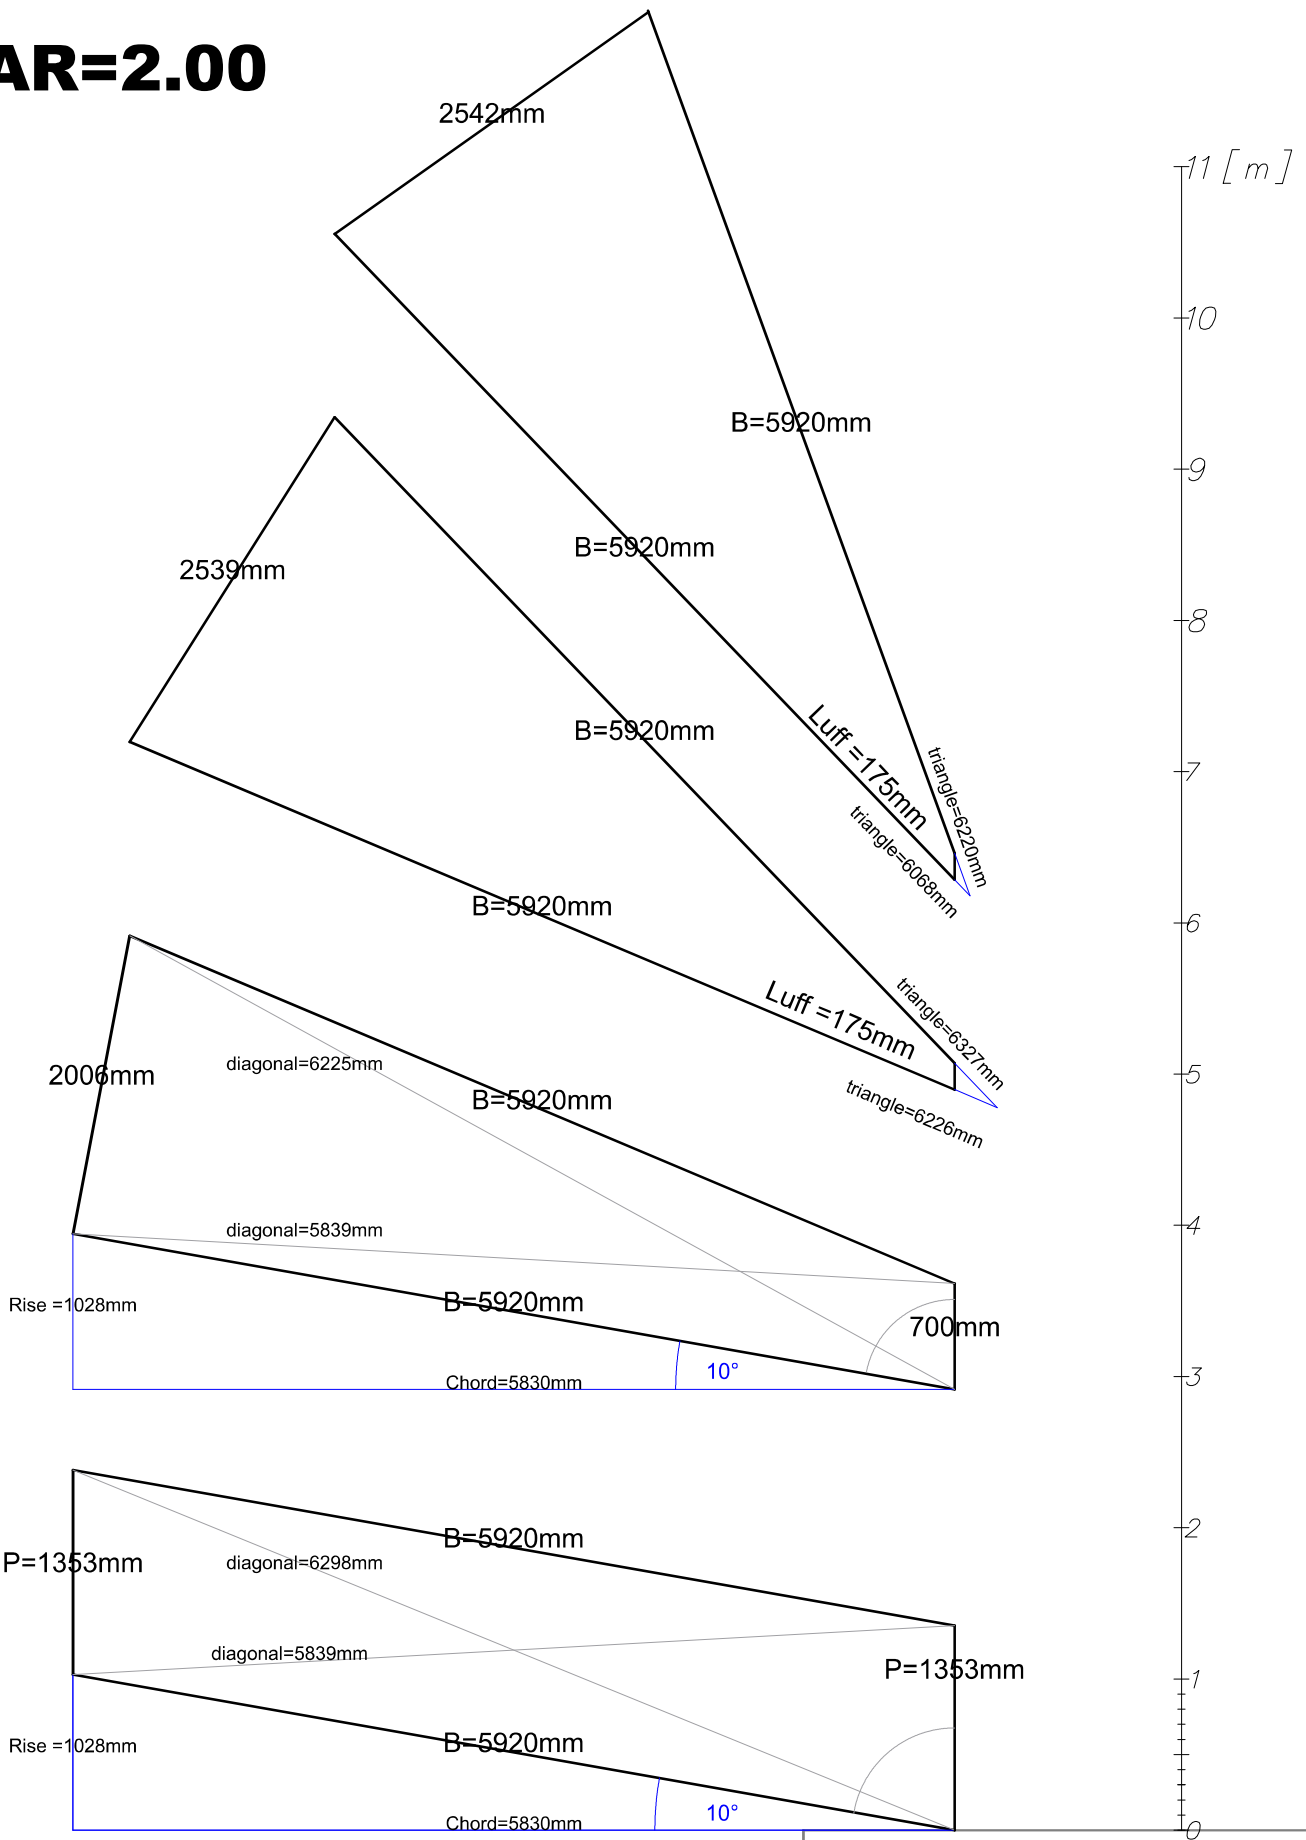 AR=2.00
2542mm
11 [m]
10
B=5920mm
9
B=5920mm
2539mm
8
B=5920mm
Luff =175mm
triangle=6220mm
7
triangle=6068mm
B=5920mm
6
Luff =175mm
triangle=6327mm
triangle=6226mm
5
2006mm
diagonal=6225mm
B=5920mm
4
diagonal=5839mm
Rise =1028mm
B=5920mm
700mm
10°
Chord=5830mm
3
2
B=5920mm
P=1353mm
diagonal=6298mm
diagonal=5839mm
P=1353mm
1
Rise =1028mm
B=5920mm
10°
Chord=5830mm
0